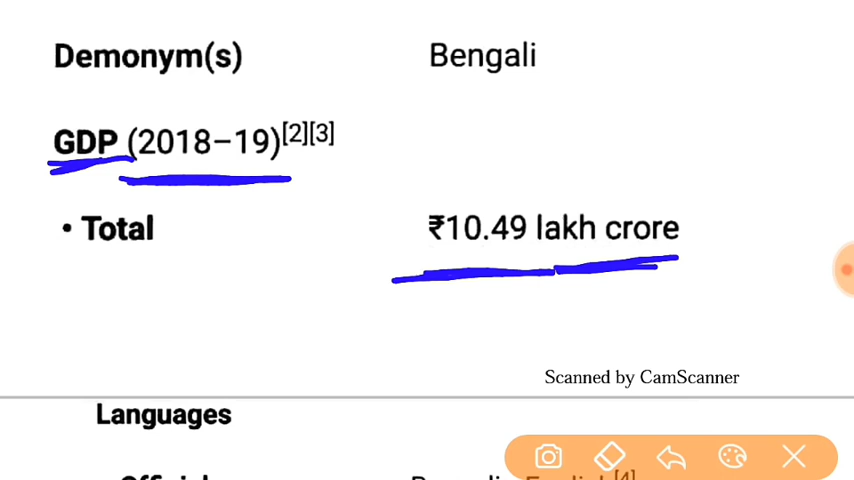 Demonym(s) Bengali
GDP (2018–19)[2][3]
• Total ₹10.49 lakh crore
Scanned by CamScanner
Languages